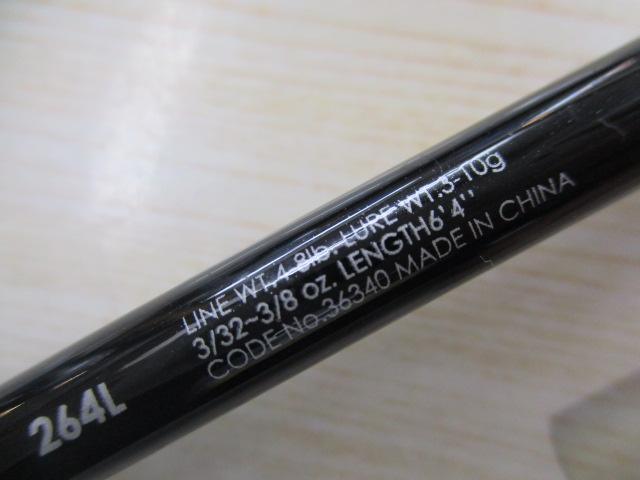 LINE WT.4-8lb. LURE WT.3-10g
3/32~3/8 oz. LENGTH6'4''
CODE No.36340 MADE IN CHINA
264L